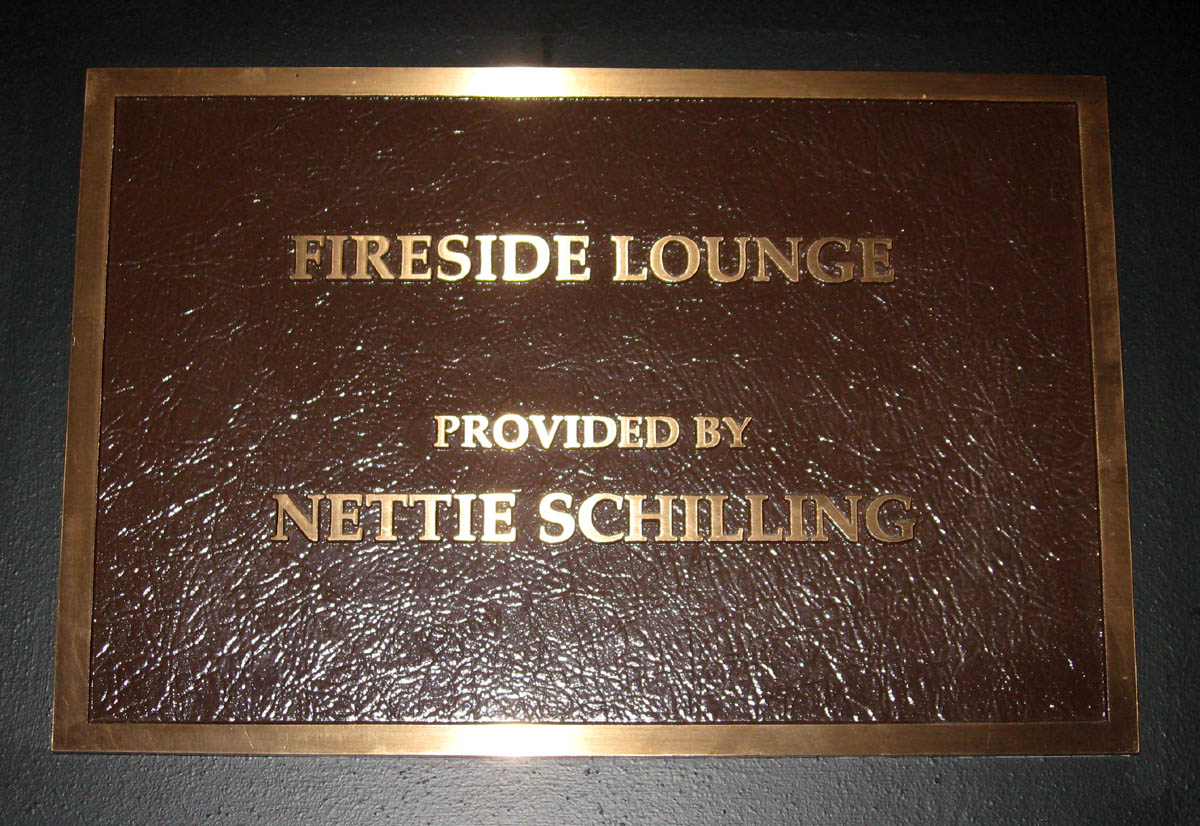 FIRESIDE LOUNGE
PROVIDED BY
NETTIE SCHILLING